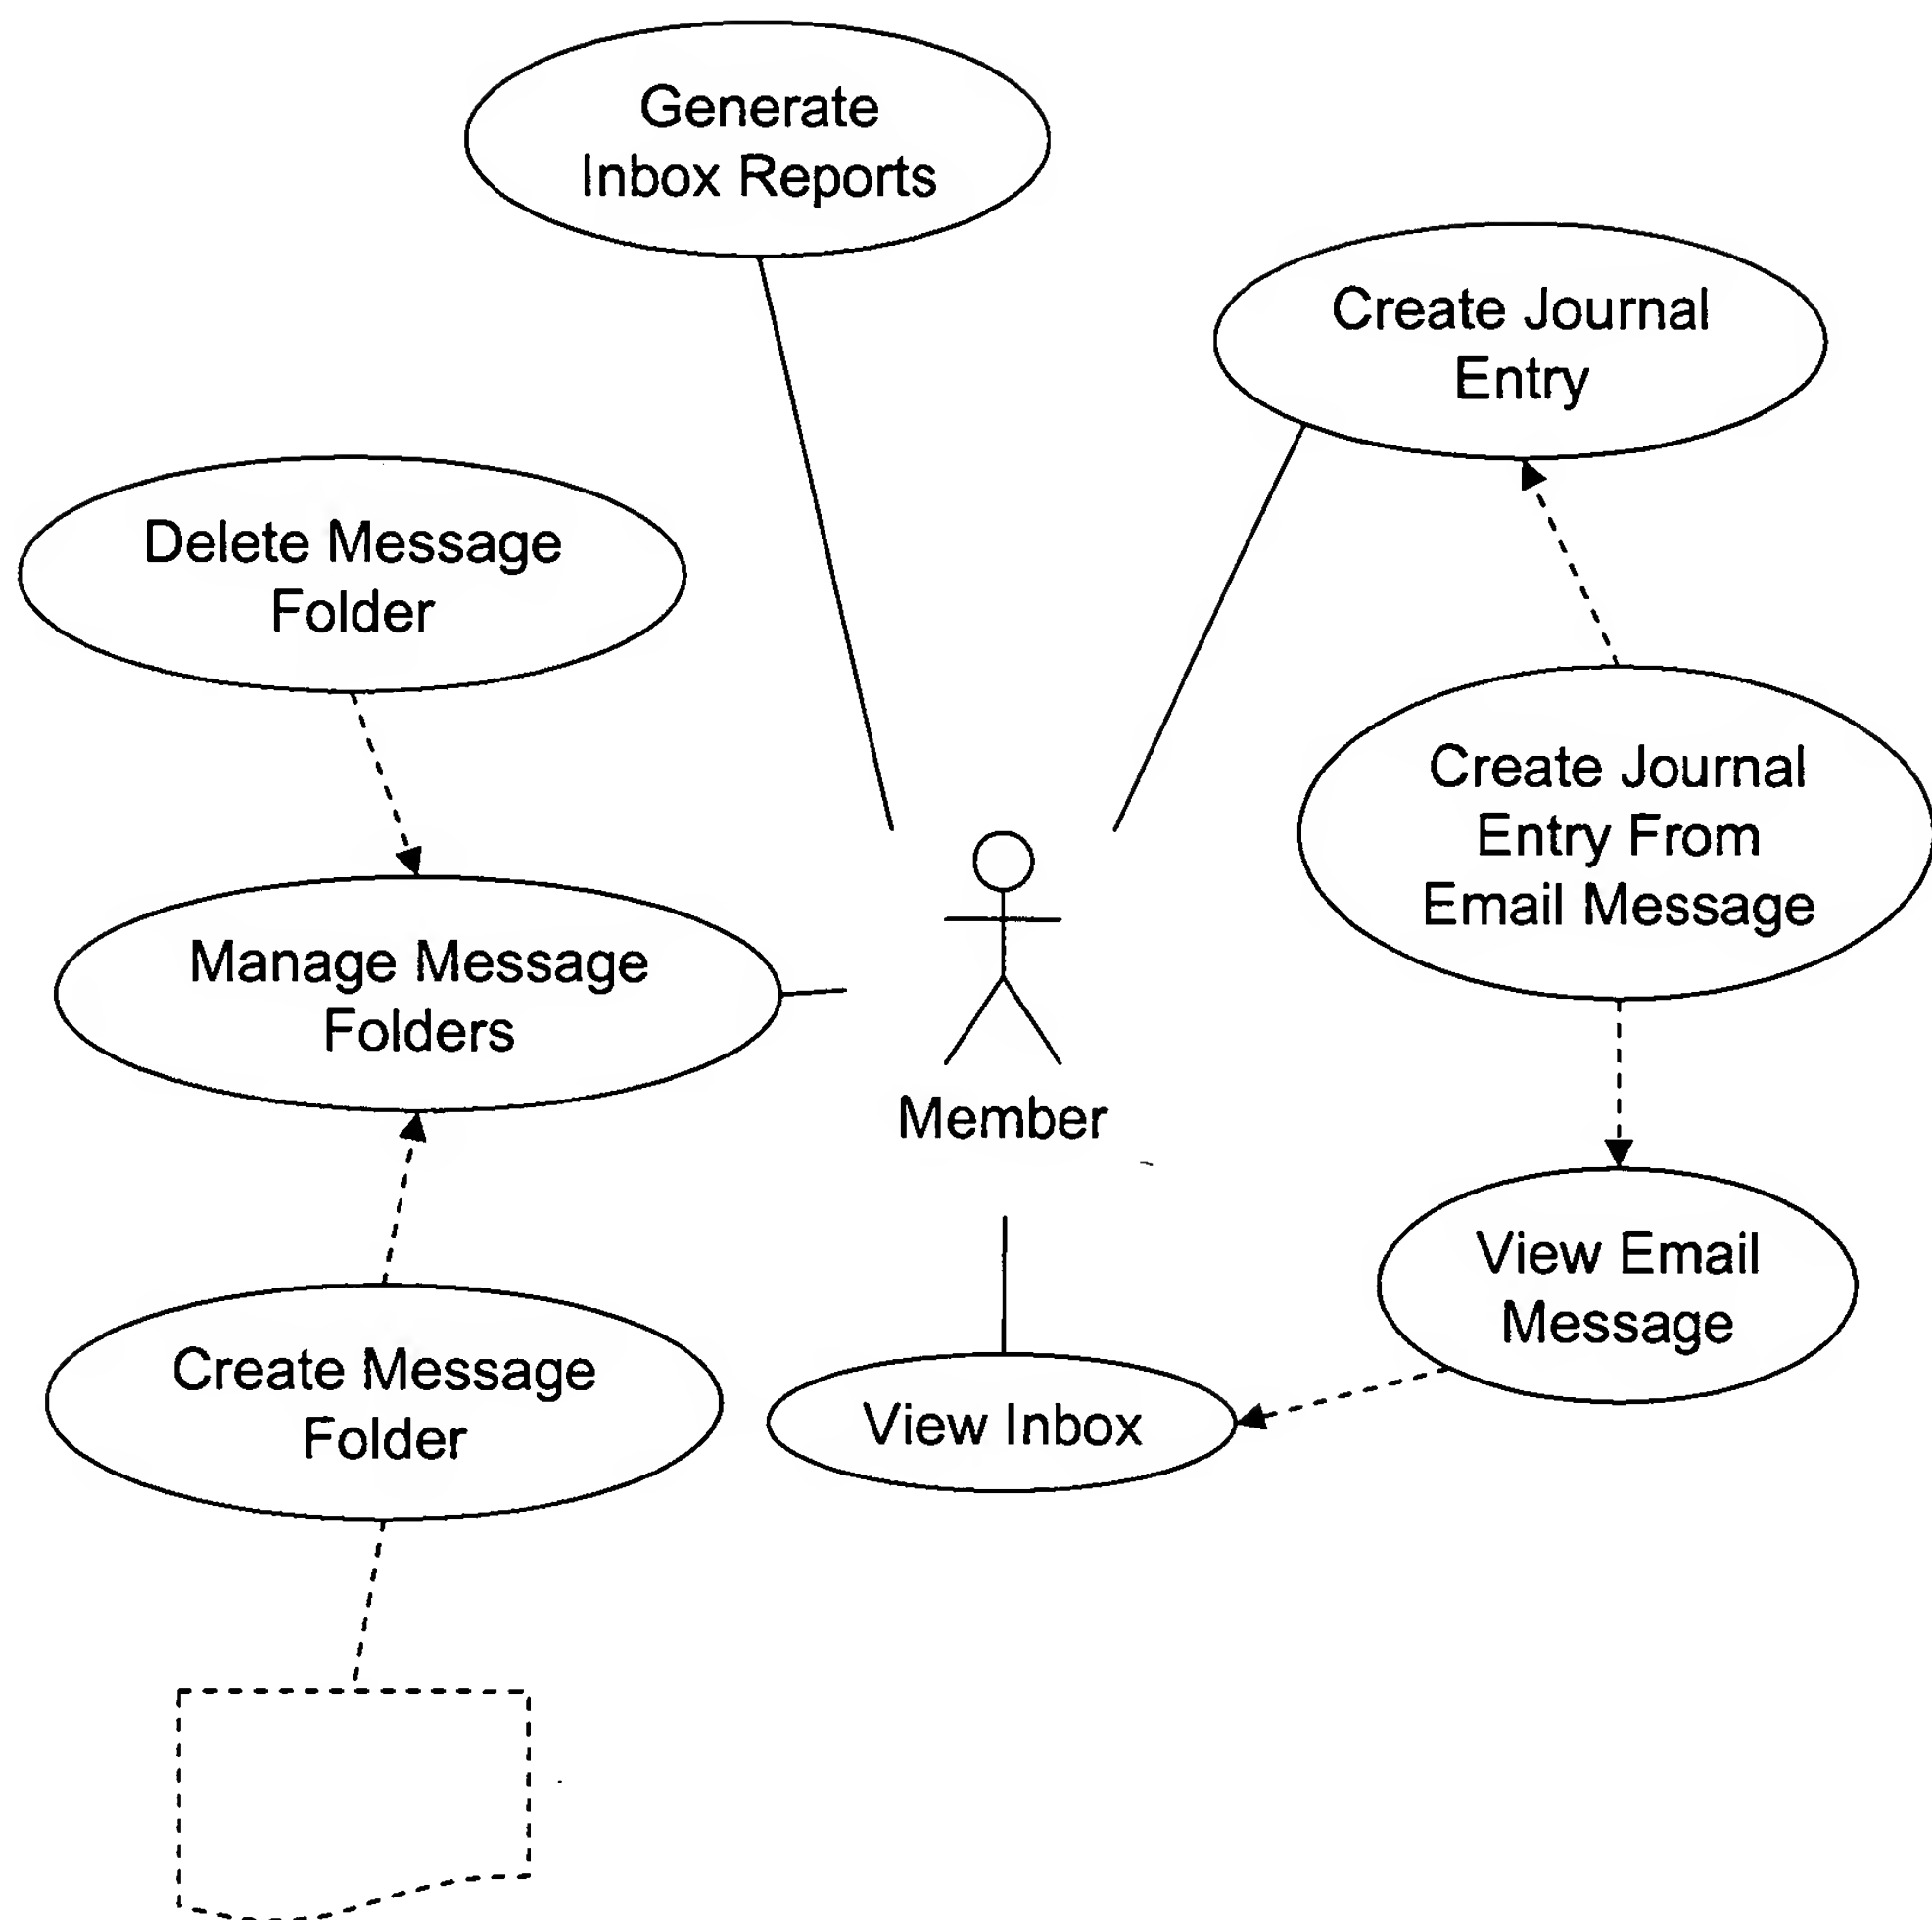 Generate
Inbox Reports
Create Journal
Entry
Delete Message
Folder
Create Journal
Entry From
Email Message
Manage Message
Folders
Member
View Email
Message
Create Message
Folder
View Inbox